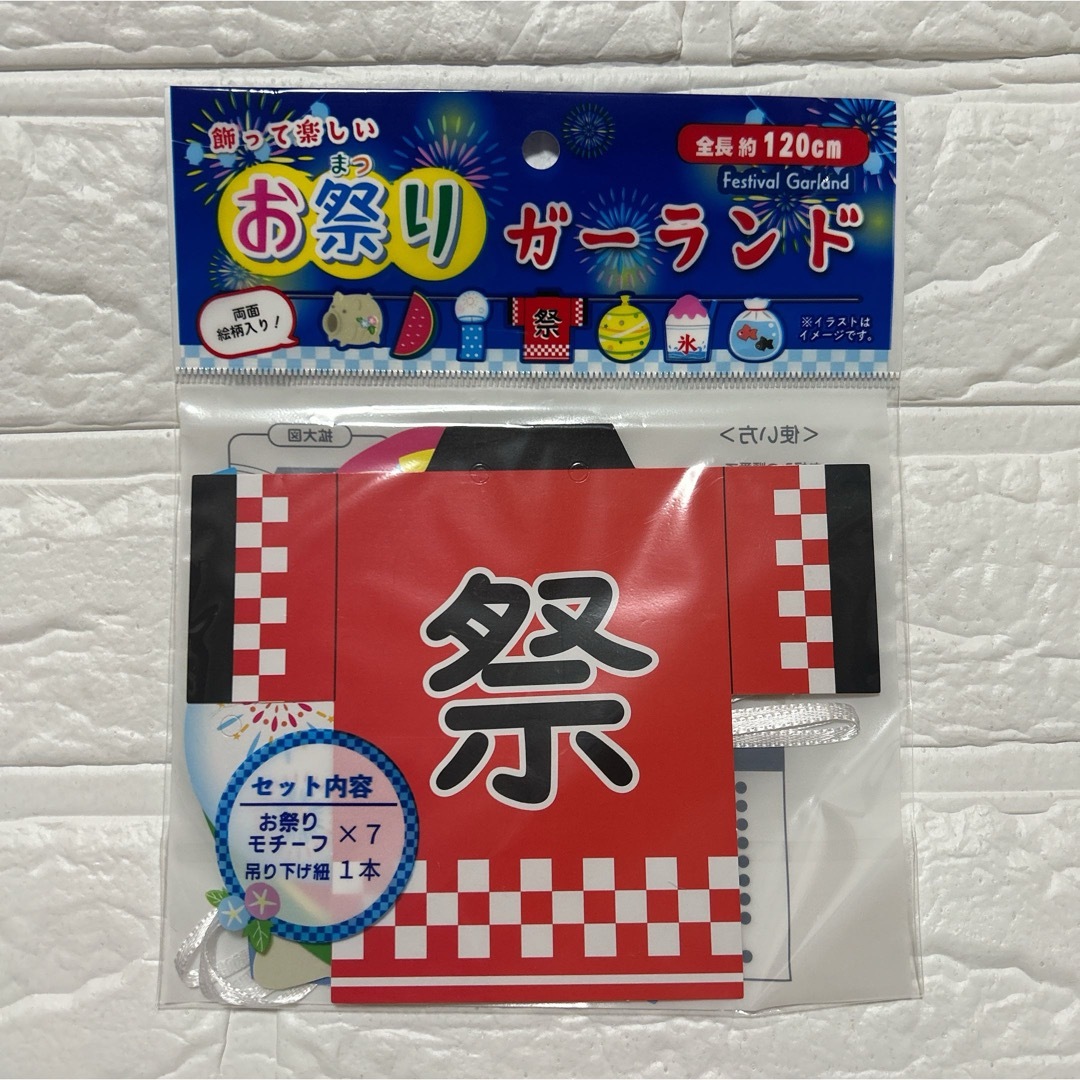 飾って楽しい
まつ
お祭り ガーランド
全長約120cm
Festival Garland
両面
絵柄入り!
祭
氷
※イラストは
イメージです。
拡大図
<使い方>
祭
セット内容
お祭り
モチーフ ×7
吊り下げ紐 1本